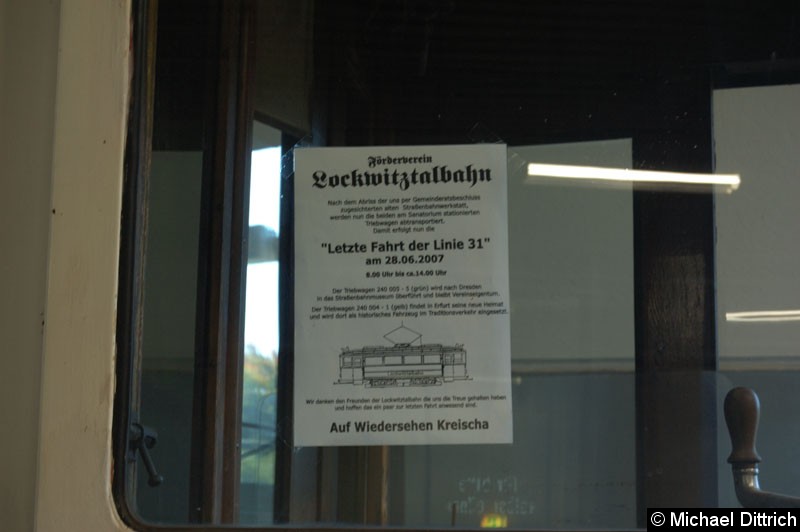 Förderverein
Lockwitztalbahn
Nach dem Abriss der uns per Gemeinderatsbeschluss
zugesicherten alten Straßenbahnwerkstatt,
werden nun die beiden am Sanatorium stationierten
Triebwagen abtransportiert.
Damit erfolgt nun die
"Letzte Fahrt der Linie 31"
am 28.06.2007
8.00 Uhr bis ca.14.00 Uhr
Der Triebwagen 240 003 - 5 (grün) wird nach Dresden
in das Straßenbahnmuseum überführt und bleibt Vereinseigentum.
Der Triebwagen 240 004 - 1 (gelb) findet in Erfurt seine neue Heimat
und wird dort als historisches Fahrzeug im Traditionsverkehr eingesetzt.
Lockwitztalbahn
Wir danken den Freunden der Lockwitztalbahn die uns die Treue gehalten haben
und hoffen das ein paar zur letzten Fahrt anwesend sind.
Auf Wiedersehen Kreischa
© Michael Dittrich